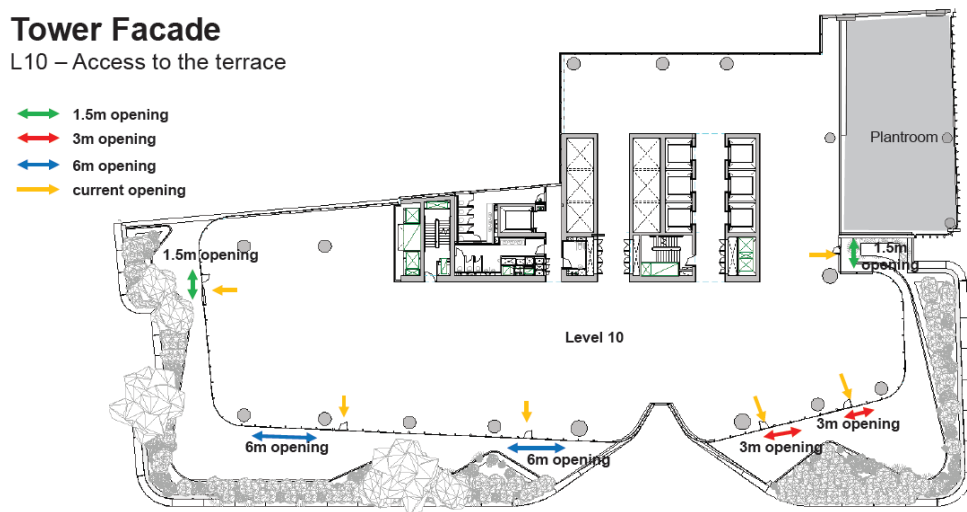 Tower Facade
L10 – Access to the terrace
1.5m opening
3m opening
6m opening
current opening
Plantroom
1.5m opening
1.5m
opening
Level 10
3m opening
3m opening
6m opening
6m opening